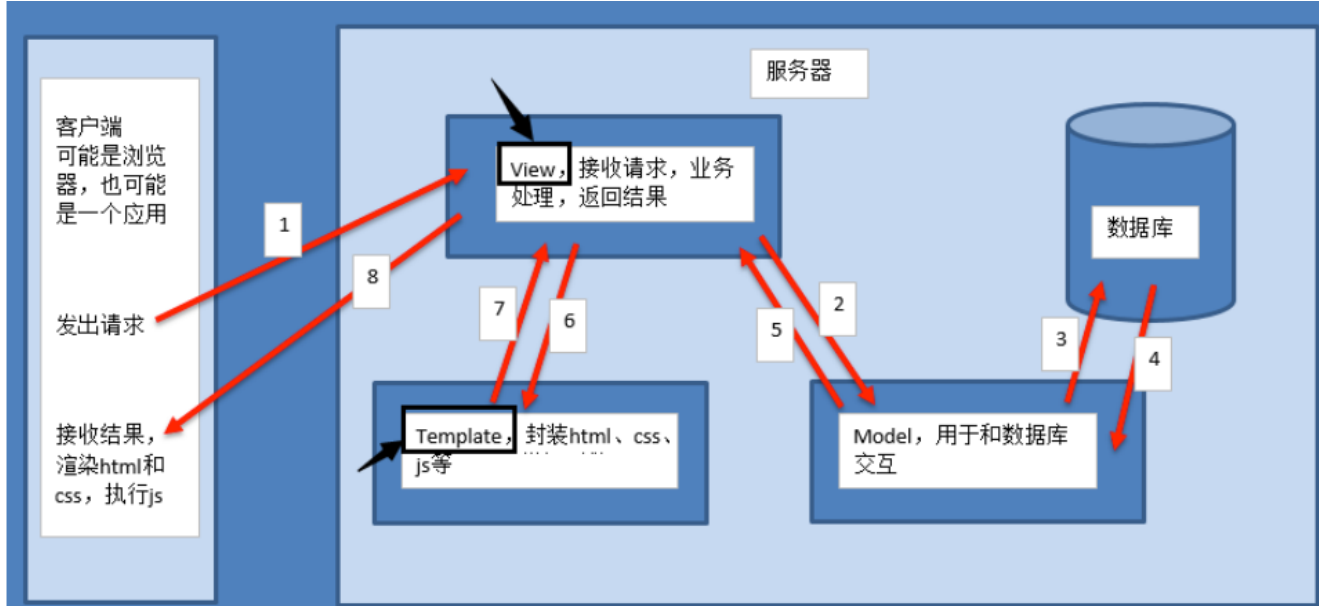 服务器
客户端
可能是浏览
器，也可能
是一个应用
发出请求
接收结果，
渲染html和
css，执行js
1
8
View，接收请求，业务
处理，返回结果
7
6
5
2
数据库
3
4
Template，封装html、css、
js等
Model，用于和数据库
交互